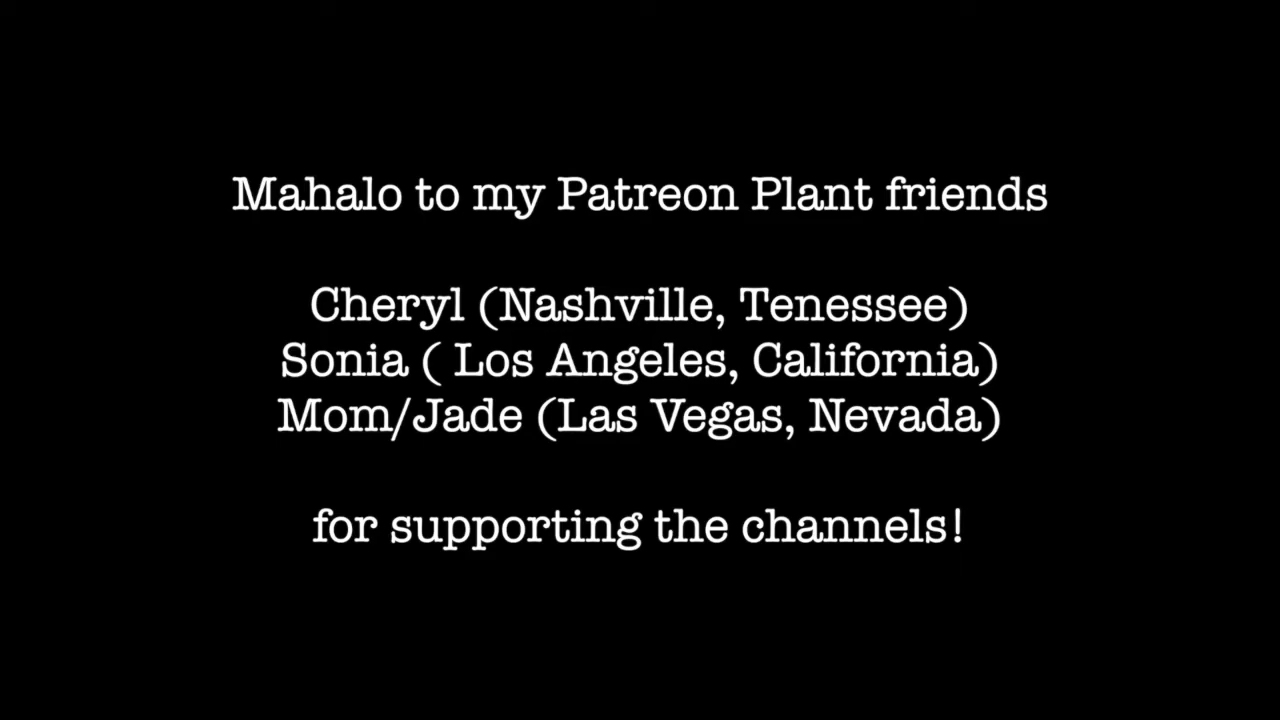 Mahalo to my Patreon Plant friends
Cheryl (Nashville, Tenessee)
Sonia ( Los Angeles, California)
Mom/Jade (Las Vegas, Nevada)
for supporting the channels!